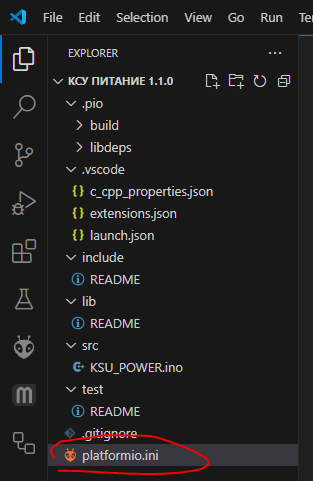 File Edit Selection View Go Run Terminal
EXPLORER
КСУ ПИТАНИЕ 1.1.0
.pio
build
libdeps
.vscode
{} c_cpp_properties.json
{} extensions.json
{} launch.json
include
README
lib
README
src
KSU_POWER.ino
test
README
.gitignore
platformio.ini